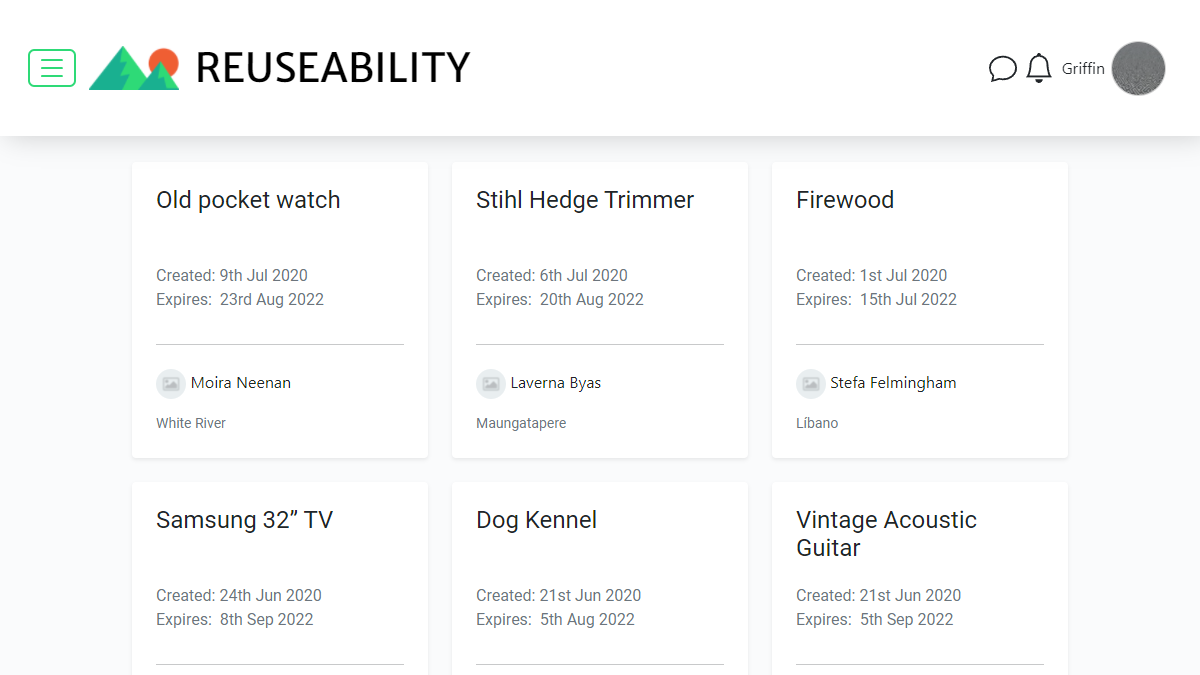 REUSEABILITY
Griffin
Old pocket watch
Created: 9th Jul 2020
Expires: 23rd Aug 2022
Moira Neenan
White River
Stihl Hedge Trimmer
Created: 6th Jul 2020
Expires: 20th Aug 2022
Laverna Byas
Maungatapere
Firewood
Created: 1st Jul 2020
Expires: 15th Jul 2022
Stefa Felmingham
Líbano
Samsung 32” TV
Created: 24th Jun 2020
Expires: 8th Sep 2022
Dog Kennel
Created: 21st Jun 2020
Expires: 5th Aug 2022
Vintage Acoustic
Guitar
Created: 21st Jun 2020
Expires: 5th Sep 2022